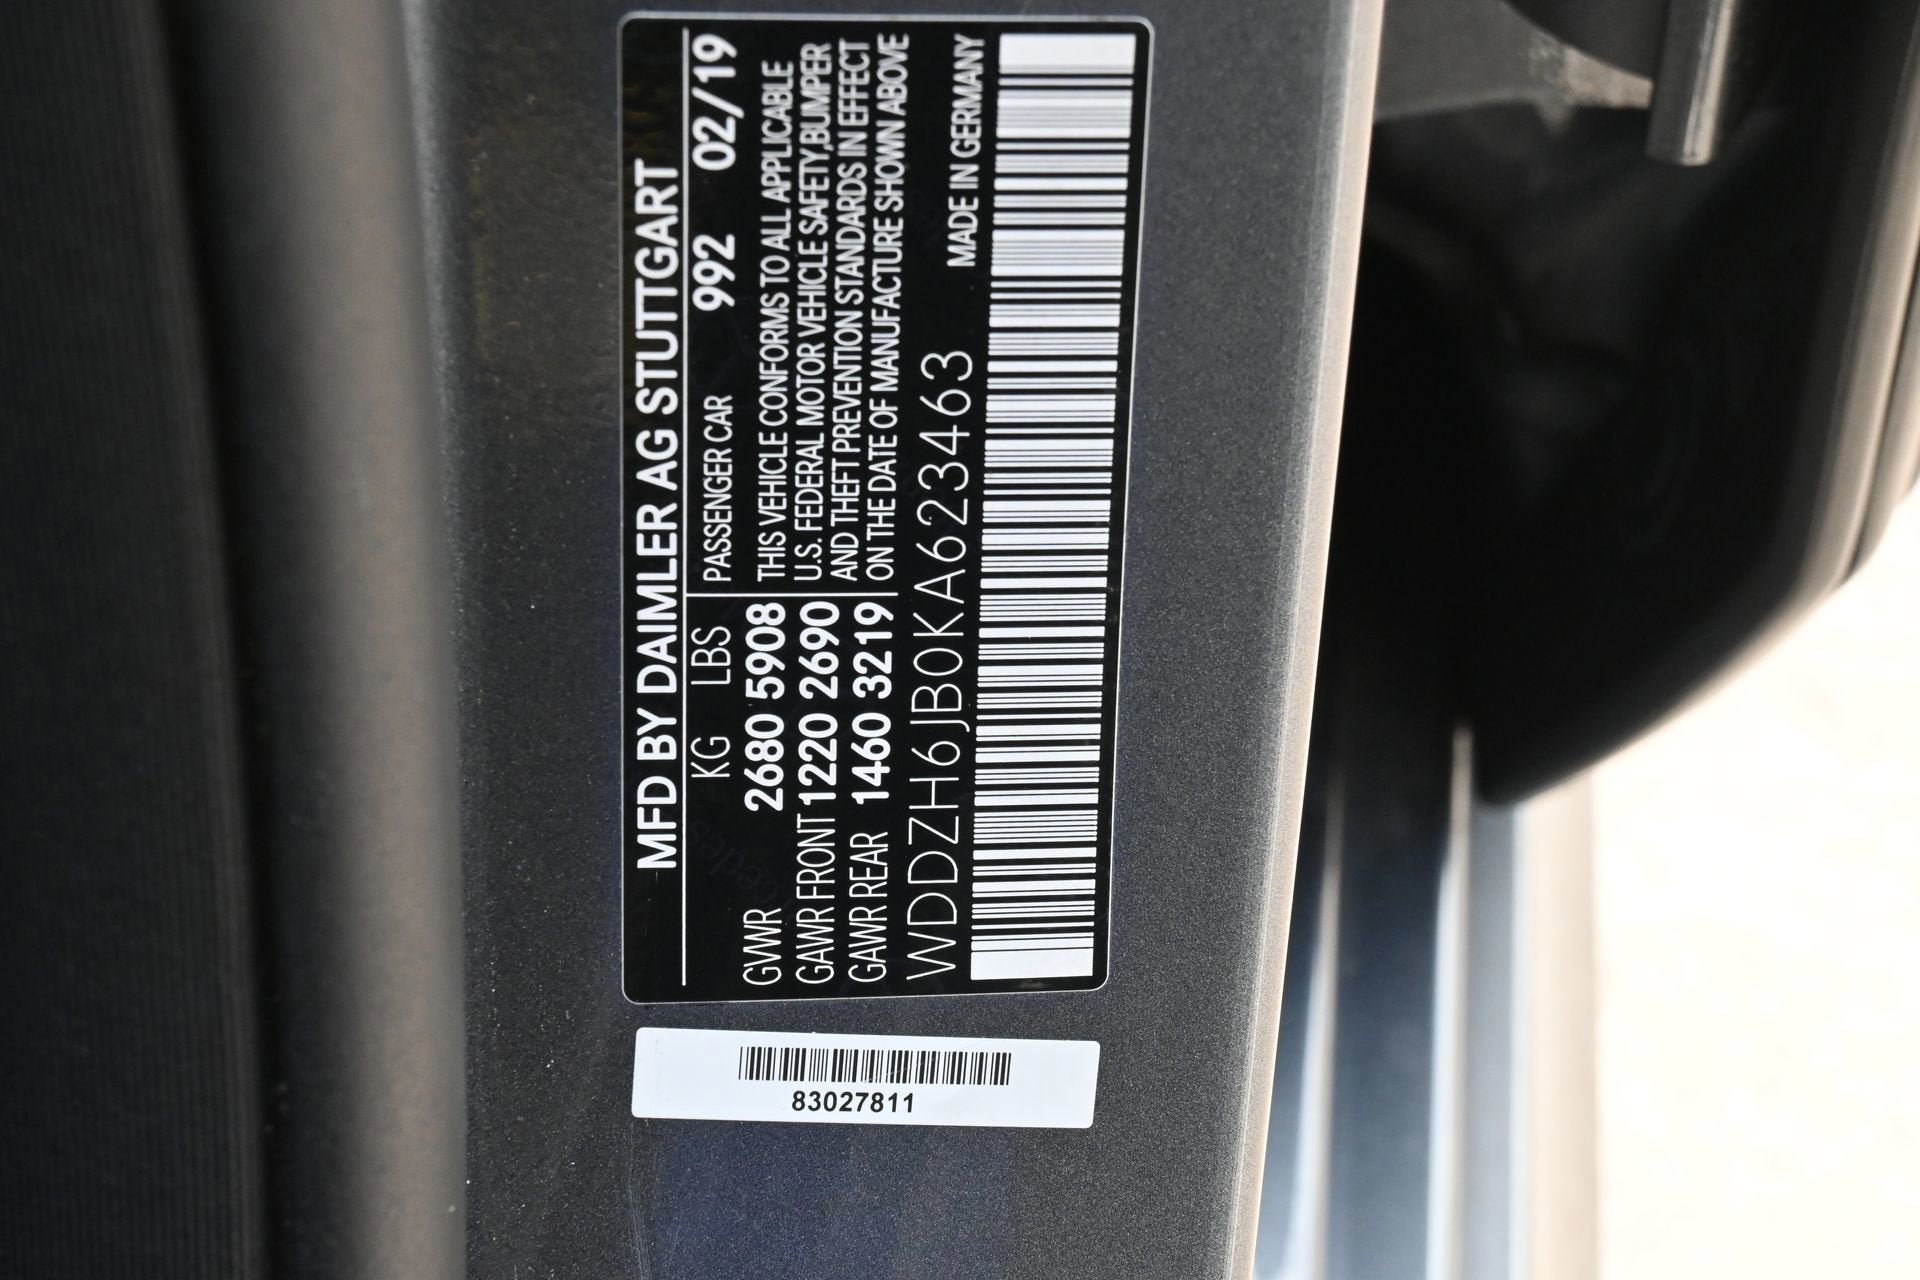 MFD BY DAIMLER AG STUTTGART
KG LBS PASSENGER CAR 992 02/19
GVWR 2680 5908 THIS VEHICLE CONFORMS TO ALL APPLICABLE
U.S. FEDERAL MOTOR VEHICLE SAFETY,BUMPER
GAWR FRONT 1220 2690 AND THEFT PREVENTION STANDARDS IN EFFECT
GAWR REAR 1460 3219 ON THE DATE OF MANUFACTURE SHOWN ABOVE
WDDZH6JB0KA623463 MADE IN GERMANY
83027811